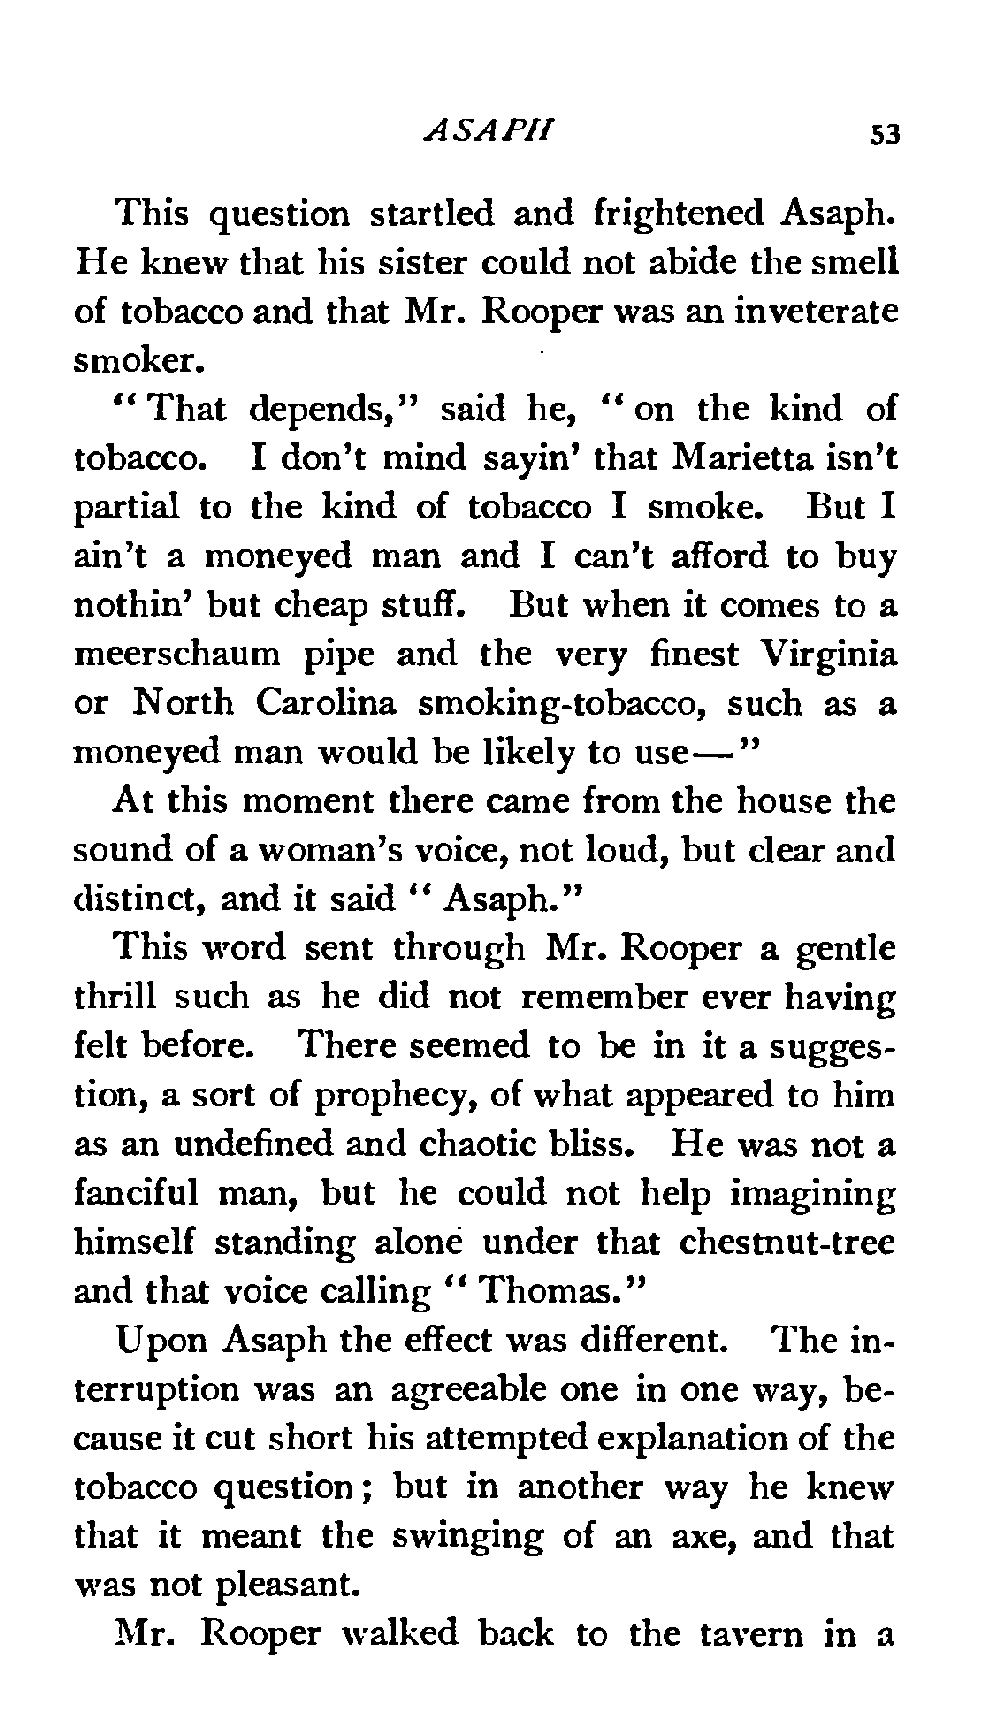 ASAPH 53
This question startled and frightened Asaph.
He knew that his sister could not abide the smell
of tobacco and that Mr. Rooper was an inveterate
smoker.
“ That depends,” said he, “ on the kind of
tobacco. I don’t mind sayin’ that Marietta isn’t
partial to the kind of tobacco I smoke. But I
ain’t a moneyed man and I can’t afford to buy
nothin’ but cheap stuff. But when it comes to a
meerschaum pipe and the very finest Virginia
or North Carolina smoking-tobacco, such as a
moneyed man would be likely to use—”
At this moment there came from the house the
sound of a woman’s voice, not loud, but clear and
distinct, and it said “ Asaph.”
This word sent through Mr. Rooper a gentle
thrill such as he did not remember ever having
felt before. There seemed to be in it a sugges-
tion, a sort of prophecy, of what appeared to him
as an undefined and chaotic bliss. He was not a
fanciful man, but he could not help imagining
himself standing alone under that chestnut-tree
and that voice calling “ Thomas.”
Upon Asaph the effect was different. The in-
terruption was an agreeable one in one way, be-
cause it cut short his attempted explanation of the
tobacco question ; but in another way he knew
that it meant the swinging of an axe, and that
was not pleasant.
Mr. Rooper walked back to the tavern in a